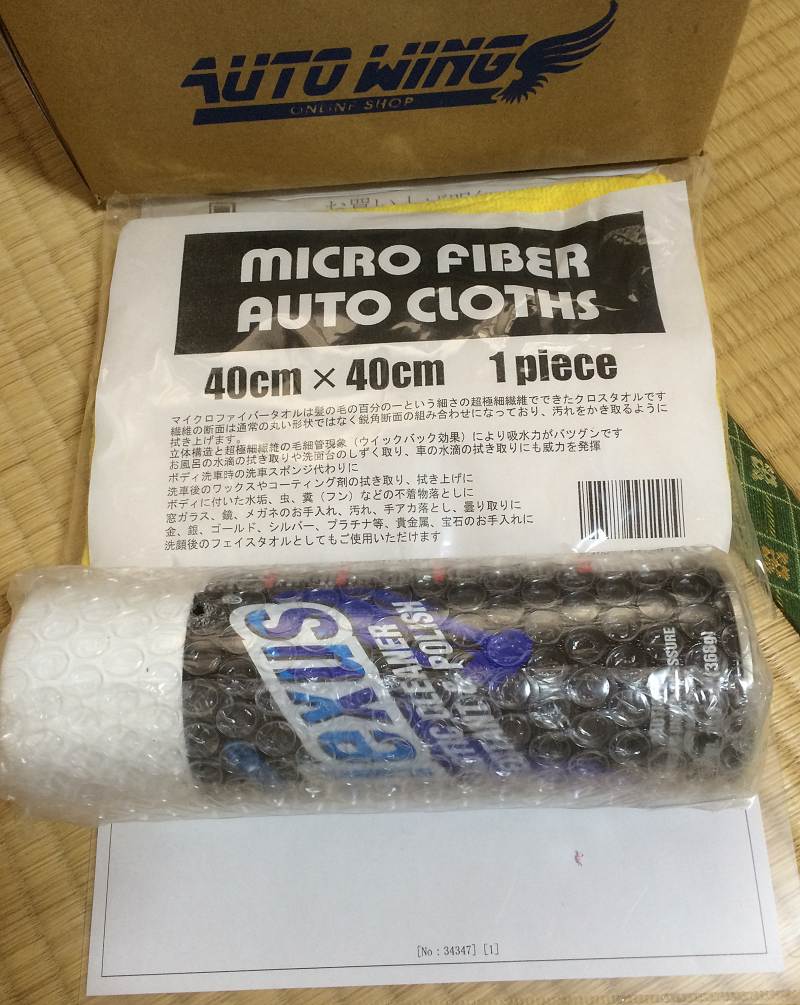 AUTO WING
ONLINE SHOP
MICRO FIBER
AUTO CLOTHS
40cm × 40cm 1 piece
マイクロファイバータオルは髪の毛の百分の一という細さの超極細繊維でできたクロスタオルです
繊維の断面は通常の丸い形状ではなく鋭角断面の組み合わせになっており、汚れをかき取るように
拭き上げます。
立体構造と超極細繊維の毛細管現象（ウイックバック効果）により吸水力がバツグンです
お風呂の水滴の拭き取りや洗面台のしずく取り、車の水滴の拭き取りにも威力を発揮
ボディ洗車時の洗車スポンジ代わりに
洗車後のワックスやコーティング剤の拭き取り、拭き上げに
ボディに付いた水垢、虫、糞（フン）などの不着物落としに
窓ガラス、鏡、メガネのお手入れ、汚れ、手アカ落とし、曇り取りに
金、銀、ゴールド、シルバー、プラチナ等、貴金属、宝石のお手入れに
洗顔後のフェイスタオルとしてもご使用いただけます
exus
CLEANER
POLISH
SSURE
(368g)
[No : 34347] [1]